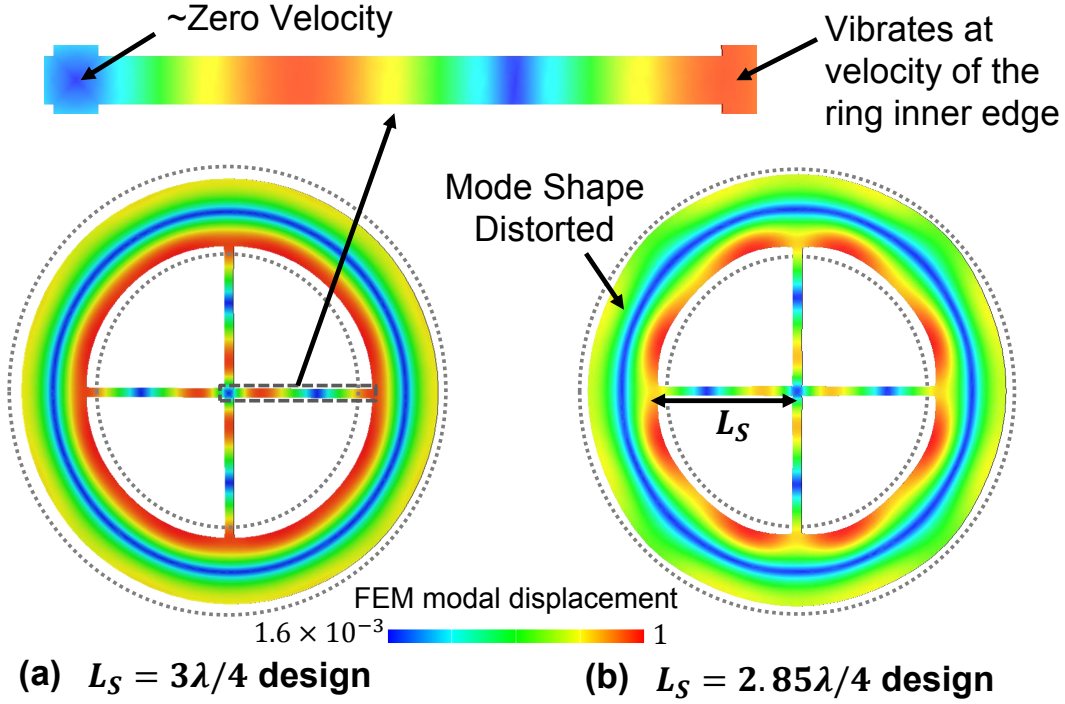 ~Zero Velocity
Vibrates at
velocity of the
ring inner edge
Mode Shape
Distorted
L_S
FEM modal displacement
1.6 × 10⁻³
1
(a) L_S = 3λ/4 design
(b) L_S = 2.85λ/4 design